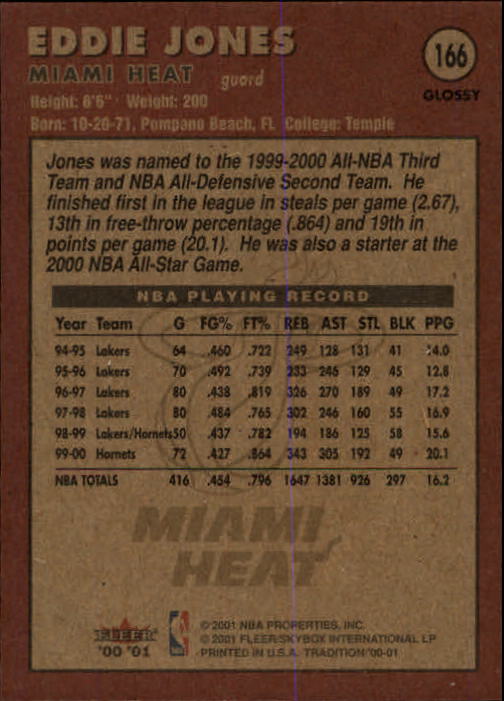 EDDIE JONES
166
MIAMI HEAT guard
GLOSSY
Height: 6'6" · Weight: 200
Born: 10-20-71, Pompano Beach, FL College: Temple
Jones was named to the 1999-2000 All-NBA Third
Team and NBA All-Defensive Second Team. He
finished first in the league in steals per game (2.67),
13th in free-throw percentage (.864) and 19th in
points per game (20.1). He was also a starter at the
2000 NBA All-Star Game.
NBA PLAYING RECORD
Year Team G FG% FT% REB AST STL BLK PPG
94-95 Lakers 64 .460 .722 249 128 131 41 14.0
95-96 Lakers 70 .492 .739 233 246 129 45 12.8
96-97 Lakers 80 .438 .819 326 270 189 49 17.2
97-98 Lakers 80 .484 .765 302 246 160 55 16.9
98-99 Lakers/Hornets 50 .437 .782 194 186 125 58 15.6
99-00 Hornets 72 .427 .864 343 305 192 49 20.1
NBA TOTALS 416 .454 .796 1647 1381 926 297 16.2
MIAMI
HEAT
FLEER
'00 '01
© 2001 NBA PROPERTIES, INC.
© 2001 FLEER/SKYBOX INTERNATIONAL LP
PRINTED IN U.S.A. TRADITION '00-01